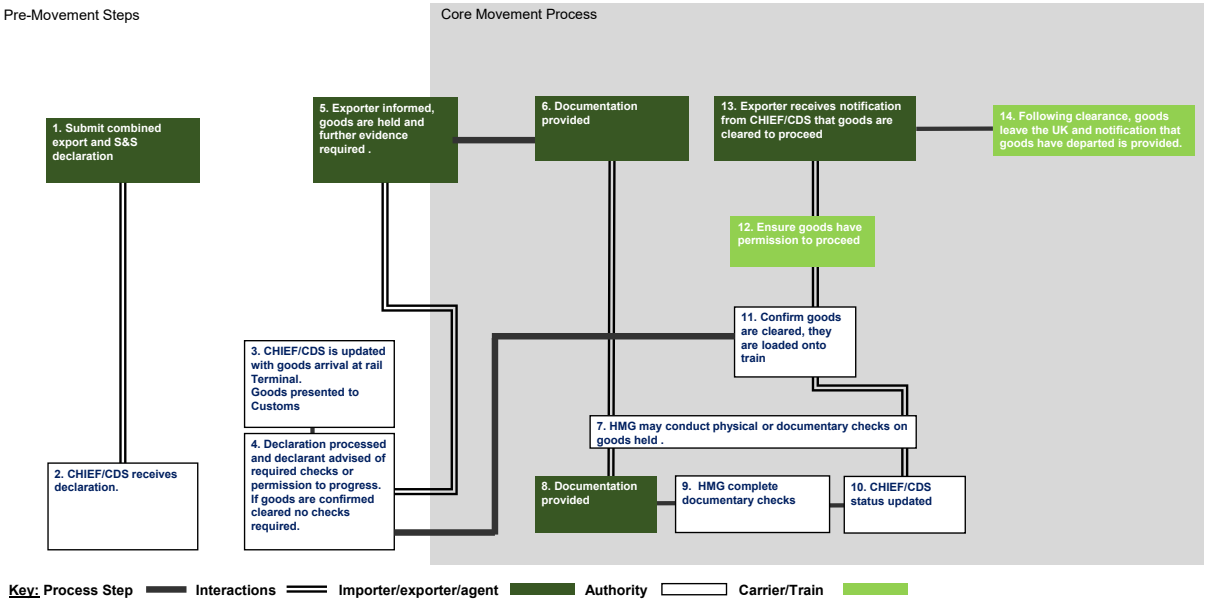 Pre-Movement Steps
Core Movement Process
1. Submit combined
export and S&S
declaration
2. CHIEF/CDS receives
declaration.
3. CHIEF/CDS is updated
with goods arrival at rail
Terminal.
Goods presented to
Customs
4. Declaration processed
and declarant advised of
required checks or
permission to progress.
If goods are confirmed
cleared no checks
required.
5. Exporter informed,
goods are held and
further evidence
required .
6. Documentation
provided
7. HMG may conduct physical or documentary checks on
goods held .
8. Documentation
provided
9. HMG complete
documentary checks
10. CHIEF/CDS
status updated
11. Confirm goods
are cleared, they
are loaded onto
train
12. Ensure goods have
permission to proceed
13. Exporter receives notification
from CHIEF/CDS that goods are
cleared to proceed
14. Following clearance, goods
leave the UK and notification that
goods have departed is provided.
Key: Process Step Interactions Importer/exporter/agent Authority Carrier/Train